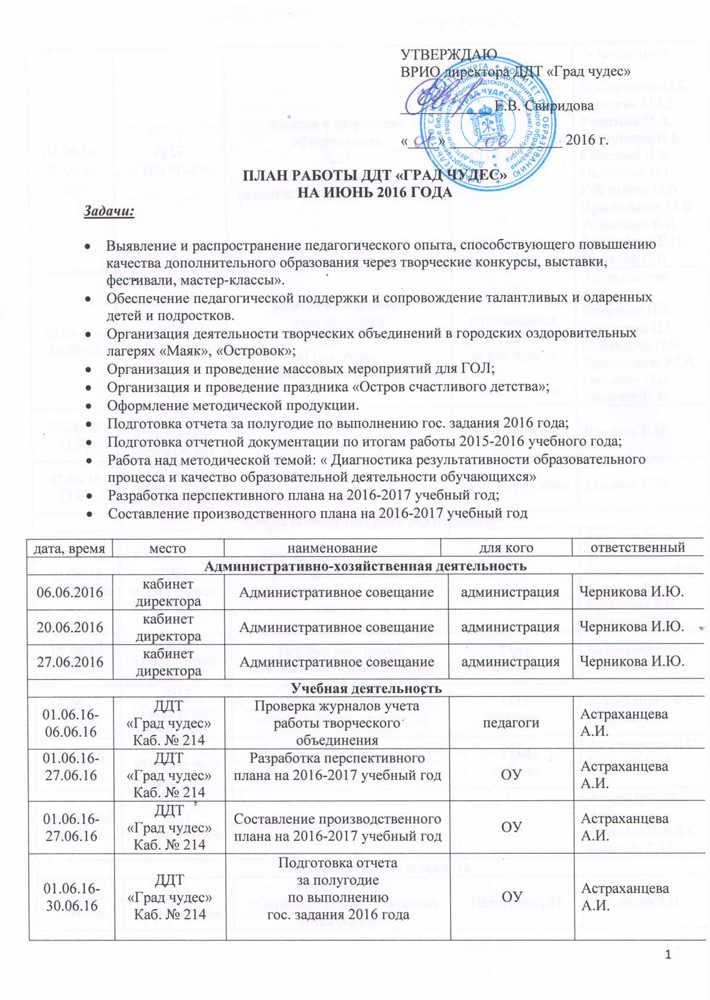 УТВЕРЖДАЮ
ВРИО директора ДДТ «Град чудес»
Е.В. Свиридова
« 01 » 06 2016 г.
ПЛАН РАБОТЫ ДДТ «ГРАД ЧУДЕС»
НА ИЮНЬ 2016 ГОДА
Задачи:
• Выявление и распространение педагогического опыта, способствующего повышению
качества дополнительного образования через творческие конкурсы, выставки,
фестивали, мастер-классы».
• Обеспечение педагогической поддержки и сопровождение талантливых и одаренных
детей и подростков.
• Организация деятельности творческих объединений в городских оздоровительных
лагерях «Маяк», «Островок»;
• Организация и проведение массовых мероприятий для ГОЛ;
• Организация и проведение праздника «Остров счастливого детства»;
• Оформление методической продукции.
• Подготовка отчета за полугодие по выполнению гос. задания 2016 года;
• Подготовка отчетной документации по итогам работы 2015-2016 учебного года;
• Работа над методической темой: « Диагностика результативности образовательного
процесса и качество образовательной деятельности обучающихся»
• Разработка перспективного плана на 2016-2017 учебный год;
• Составление производственного плана на 2016-2017 учебный год
дата, время место наименование для кого ответственный
Административно-хозяйственная деятельность
06.06.2016 кабинет
директора Административное совещание администрация Черникова И.Ю.
20.06.2016 кабинет
директора Административное совещание администрация Черникова И.Ю.
27.06.2016 кабинет
директора Административное совещание администрация Черникова И.Ю.
Учебная деятельность
01.06.16-
06.06.16
ДДТ
«Град чудес»
Каб. № 214
Проверка журналов учета
работы творческого
объединения
педагоги
Астраханцева
А.И.
01.06.16-
27.06.16
ДДТ
«Град чудес»
Каб. № 214
Разработка перспективного
плана на 2016-2017 учебный год
ОУ
Астраханцева
А.И.
01.06.16-
27.06.16
ДДТ
«Град чудес»
Каб. № 214
Составление производственного
плана на 2016-2017 учебный год
ОУ
Астраханцева
А.И.
01.06.16-
30.06.16
ДДТ
«Град чудес»
Каб. № 214
Подготовка отчета
за полугодие
по выполнению
гос. задания 2016 года
ОУ
Астраханцева
А.И.
1